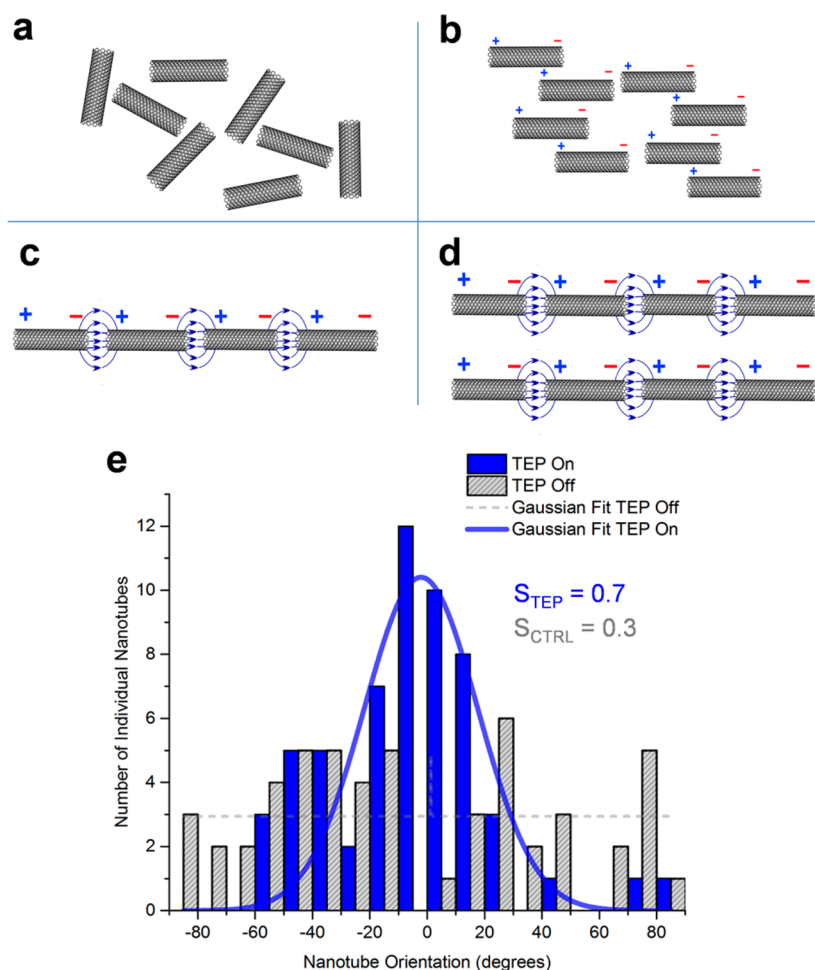 a
b
+ −
+ −
+ −
+ −
+ −
+ −
+ −
+ −
c
+ − + − + − + −
d
+ − + − + − + −
+ − + − + − + −
e
TEP On
TEP Off
Gaussian Fit TEP Off
Gaussian Fit TEP On
S_TEP = 0.7
S_CTRL = 0.3
Number of Individual Nanotubes
12
10
8
6
4
2
0
-80 -60 -40 -20 0 20 40 60 80
Nanotube Orientation (degrees)